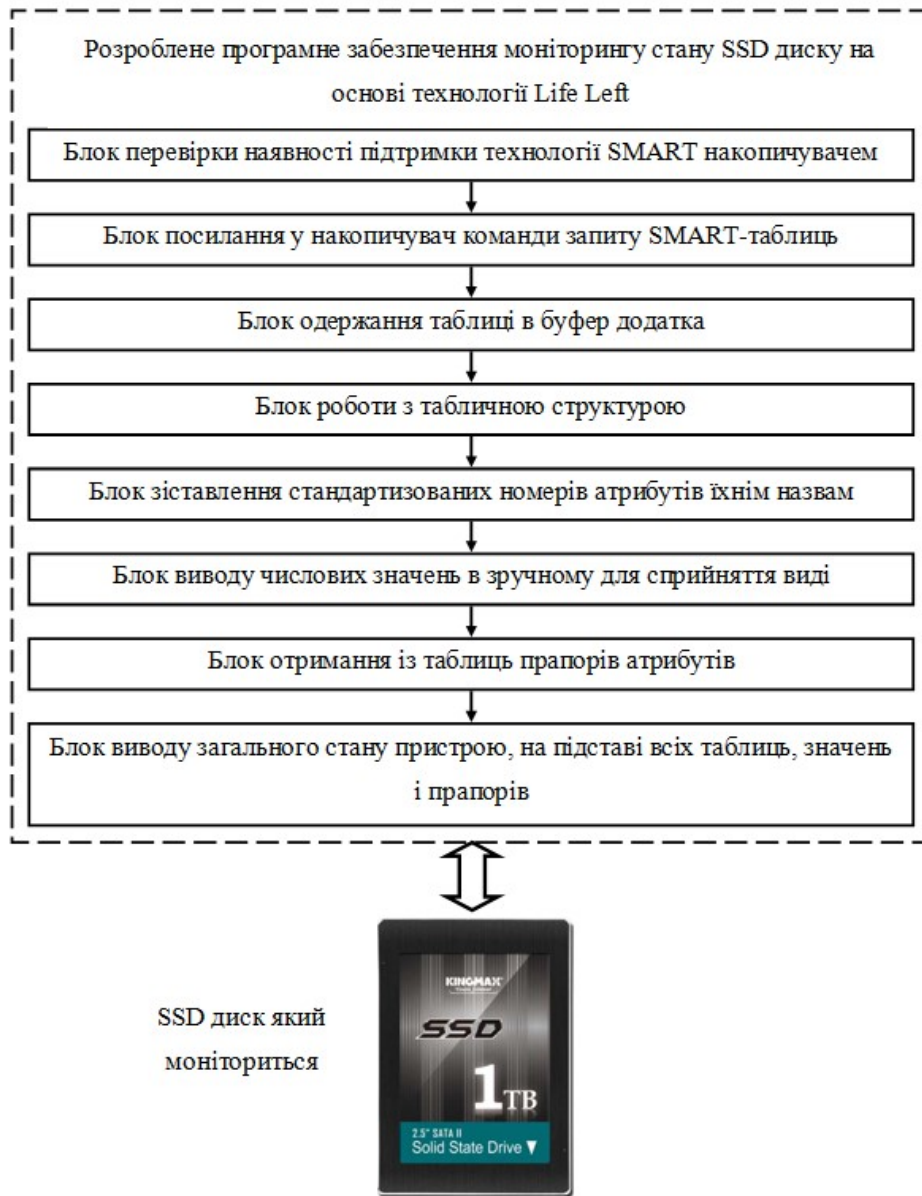 Розроблене програмне забезпечення моніторингу стану SSD диску на
основі технології Life Left
Блок перевірки наявності підтримки технології SMART накопичувачем
Блок посилання у накопичувач команди запиту SMART-таблиць
Блок одержання таблиці в буфер додатка
Блок роботи з табличною структурою
Блок зіставлення стандартизованих номерів атрибутів їхнім назвам
Блок виводу числових значень в зручному для сприйняття виді
Блок отримання із таблиць прапорів атрибутів
Блок виводу загального стану пристрою, на підставі всіх таблиць, значень
і прапорів
SSD диск який
моніториться
KINGMAX
SSD
1TB
2.5" SATA II
Solid State Drive